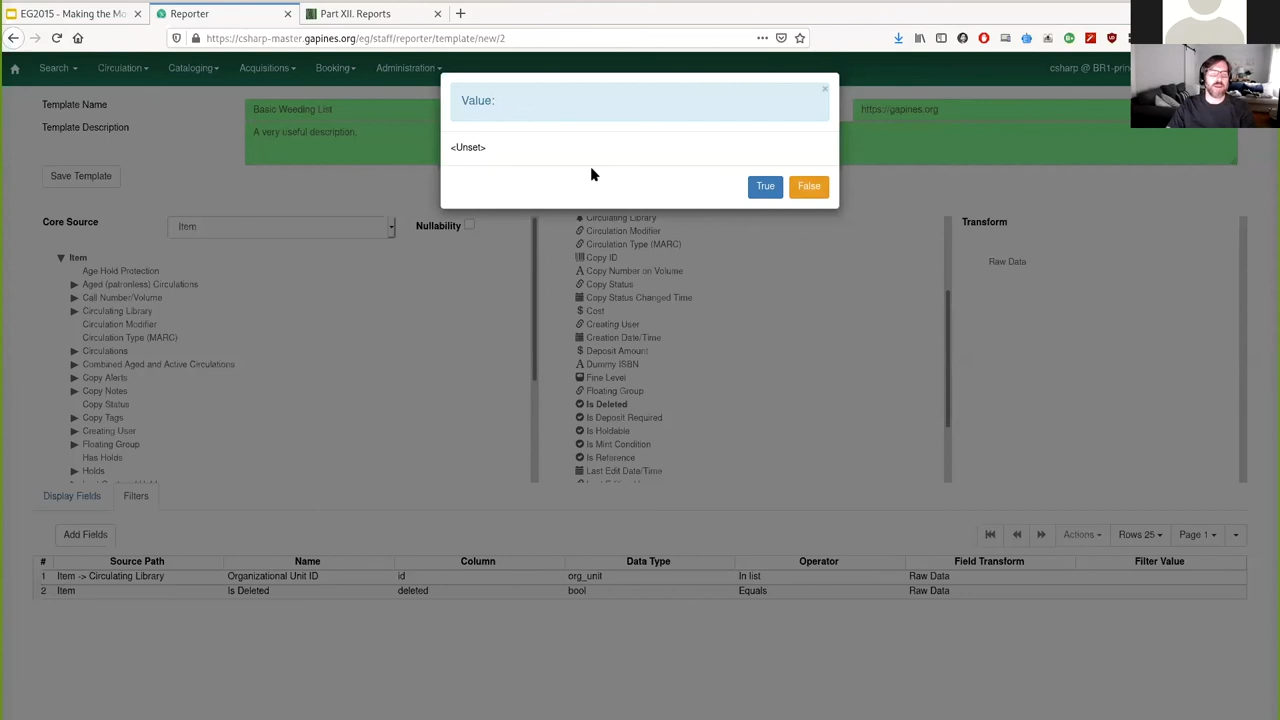 EG2015 - Making the Mo
Reporter
Part XII. Reports
https://csharp-master.gapines.org/eg/staff/reporter/template/new/2
Search
Circulation
Cataloging
Acquisitions
Booking
Administration
csharp @ BR1-prin
Template Name
Basic Weeding List
https://gapines.org
Template Description
A very useful description.
Value:
<Unset>
True
False
Save Template
Core Source
Item
Nullability
Transform
Item
Age Hold Protection
Aged (patronless) Circulations
Call Number/Volume
Circulating Library
Circulation Modifier
Circulation Type (MARC)
Circulations
Combined Aged and Active Circulations
Copy Alerts
Copy Notes
Copy Status
Copy Tags
Creating User
Floating Group
Has Holds
Holds
Circulating Library
Circulation Modifier
Circulation Type (MARC)
Copy ID
Copy Number on Volume
Copy Status
Copy Status Changed Time
Cost
Creating User
Creation Date/Time
Deposit Amount
Dummy ISBN
Fine Level
Floating Group
Is Deleted
Is Deposit Required
Is Holdable
Is Mint Condition
Is Reference
Last Edit Date/Time
Raw Data
Display Fields
Filters
Add Fields
Actions
Rows 25
Page 1
# Source Path Name Column Data Type Operator Field Transform Filter Value
1 Item -> Circulating Library Organizational Unit ID id org_unit In list Raw Data
2 Item Is Deleted deleted bool Equals Raw Data